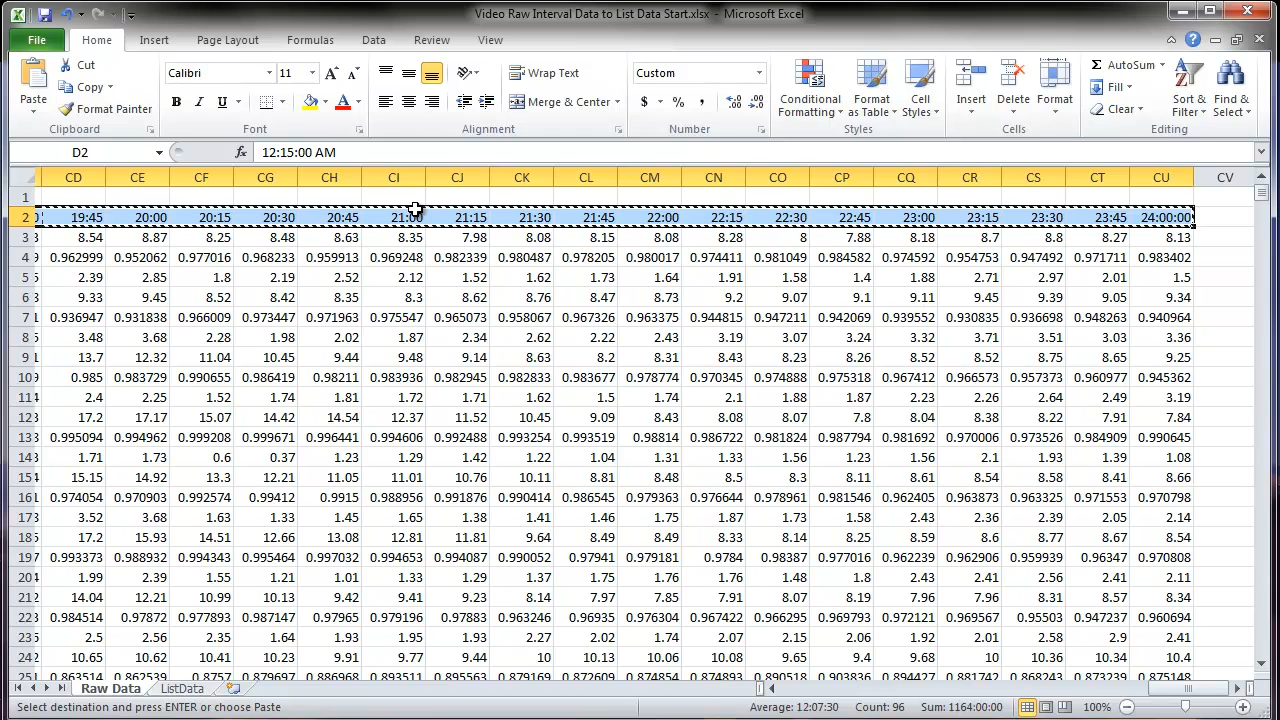 Video Raw Interval Data to List Data Start.xlsx - Microsoft Excel
File Home Insert Page Layout Formulas Data Review View
Paste Cut Copy Format Painter Clipboard
Calibri 11 B I U A A A Font
Wrap Text Merge & Center Alignment
Custom $ % , Number
Conditional Formatting Format as Table Cell Styles Styles
Insert Delete Format Cells
Σ AutoSum Fill Clear Sort & Filter Find & Select Editing
D2 fx 12:15:00 AM
CD CE CF CG CH CI CJ CK CL CM CN CO CP CQ CR CS CT CU CV
1
2 19:45 20:00 20:15 20:30 20:45 21:00 21:15 21:30 21:45 22:00 22:15 22:30 22:45 23:00 23:15 23:30 23:45 24:00:00
3 8.54 8.87 8.25 8.48 8.63 8.35 7.98 8.08 8.15 8.08 8.28 8 7.88 8.18 8.7 8.8 8.27 8.13
4 0.962999 0.952062 0.977016 0.968233 0.959913 0.969248 0.982339 0.980487 0.978205 0.980017 0.974411 0.981049 0.984582 0.974592 0.954753 0.947492 0.971711 0.983402
5 2.39 2.85 1.8 2.19 2.52 2.12 1.52 1.62 1.73 1.64 1.91 1.58 1.4 1.88 2.71 2.97 2.01 1.5
6 9.33 9.45 8.52 8.42 8.35 8.3 8.62 8.76 8.47 8.73 9.2 9.07 9.1 9.11 9.45 9.39 9.05 9.34
7 0.936947 0.931838 0.966009 0.973447 0.971963 0.975547 0.965073 0.958067 0.967326 0.963375 0.944815 0.947211 0.942069 0.939552 0.930835 0.936698 0.948263 0.940964
8 3.48 3.68 2.28 1.98 2.02 1.87 2.34 2.62 2.22 2.43 3.19 3.07 3.24 3.32 3.71 3.51 3.03 3.36
9 13.7 12.32 11.04 10.45 9.44 9.48 9.14 8.63 8.2 8.31 8.43 8.23 8.26 8.52 8.52 8.75 8.65 9.25
10 0.985 0.983729 0.990655 0.986419 0.98211 0.983936 0.982945 0.982833 0.983677 0.978774 0.970345 0.974888 0.975318 0.967412 0.966573 0.957373 0.960977 0.945362
11 2.4 2.25 1.52 1.74 1.81 1.72 1.71 1.62 1.5 1.74 2.1 1.88 1.87 2.23 2.26 2.64 2.49 3.19
12 17.2 17.17 15.07 14.42 14.54 12.37 11.52 10.45 9.09 8.43 8.08 8.07 7.8 8.04 8.38 8.22 7.91 7.84
13 0.995094 0.994962 0.999208 0.999671 0.996441 0.994606 0.992488 0.993254 0.993519 0.98814 0.986722 0.981824 0.987794 0.981692 0.970006 0.973526 0.984909 0.990645
14 1.71 1.73 0.6 0.37 1.23 1.29 1.42 1.22 1.04 1.31 1.33 1.56 1.23 1.56 2.1 1.93 1.39 1.08
15 15.15 14.92 13.3 12.21 11.05 11.01 10.76 10.11 8.81 8.48 8.5 8.3 8.11 8.61 8.54 8.58 8.41 8.66
16 0.974054 0.970903 0.992574 0.99412 0.9915 0.988956 0.991876 0.990414 0.986545 0.979363 0.976644 0.978961 0.981546 0.962405 0.963873 0.963325 0.971553 0.970798
17 3.52 3.68 1.63 1.33 1.45 1.65 1.38 1.41 1.46 1.75 1.87 1.73 1.58 2.43 2.36 2.39 2.05 2.14
18 17.2 15.93 14.51 12.66 13.08 12.81 11.81 9.64 8.49 8.49 8.33 8.14 8.25 8.59 8.6 8.77 8.67 8.54
19 0.993373 0.988932 0.994343 0.995464 0.997032 0.994653 0.994087 0.990052 0.97941 0.979181 0.9791 0.98387 0.977016 0.962239 0.962906 0.959939 0.96347 0.970808
20 1.99 2.39 1.55 1.21 1.01 1.33 1.29 1.37 1.75 1.76 1.76 1.48 1.8 2.43 2.41 2.56 2.41 2.11
21 14.04 12.21 10.99 10.13 9.42 9.41 9.23 8.14 7.97 7.85 7.91 8.07 8.19 7.96 7.96 8.31 8.57 8.34
22 0.984514 0.97872 0.977893 0.987147 0.97965 0.979196 0.97883 0.963246 0.95935 0.976304 0.967422 0.966295 0.969793 0.972121 0.969567 0.95503 0.947237 0.960694
23 2.5 2.56 2.35 1.64 1.93 1.95 1.93 2.27 2.02 1.74 2.07 2.15 2.06 1.92 2.01 2.58 2.9 2.41
24 10.65 10.62 10.41 10.23 9.91 9.77 9.44 10 10.13 10.06 10.08 9.65 9.4 9.68 10 10.36 10.34 10.4
25
Raw Data ListData
Select destination and press ENTER or choose Paste Average: 12:07:30 Count: 96 Sum: 1164:00:00 100%